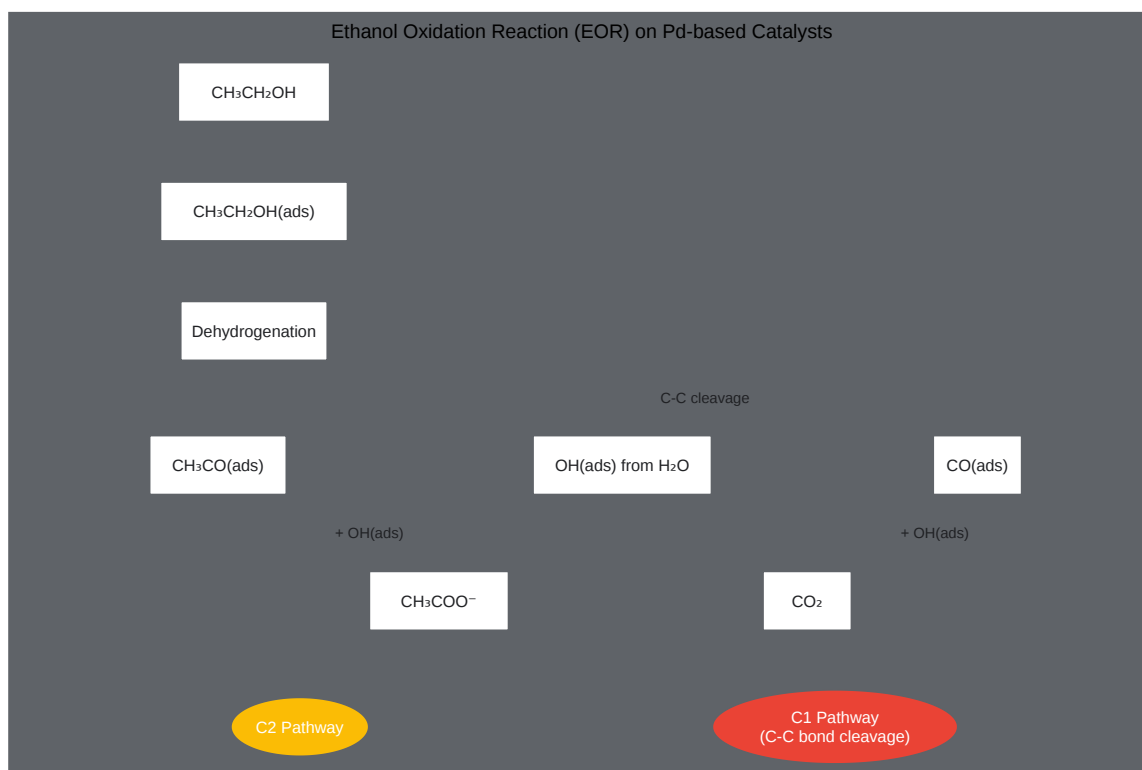 Ethanol Oxidation Reaction (EOR) on Pd-based Catalysts
CH₃CH₂OH
CH₃CH₂OH(ads)
Dehydrogenation
C-C cleavage
CH₃CO(ads)
OH(ads) from H₂O
CO(ads)
+ OH(ads)
+ OH(ads)
CH₃COO⁻
CO₂
C2 Pathway
C1 Pathway
(C-C bond cleavage)